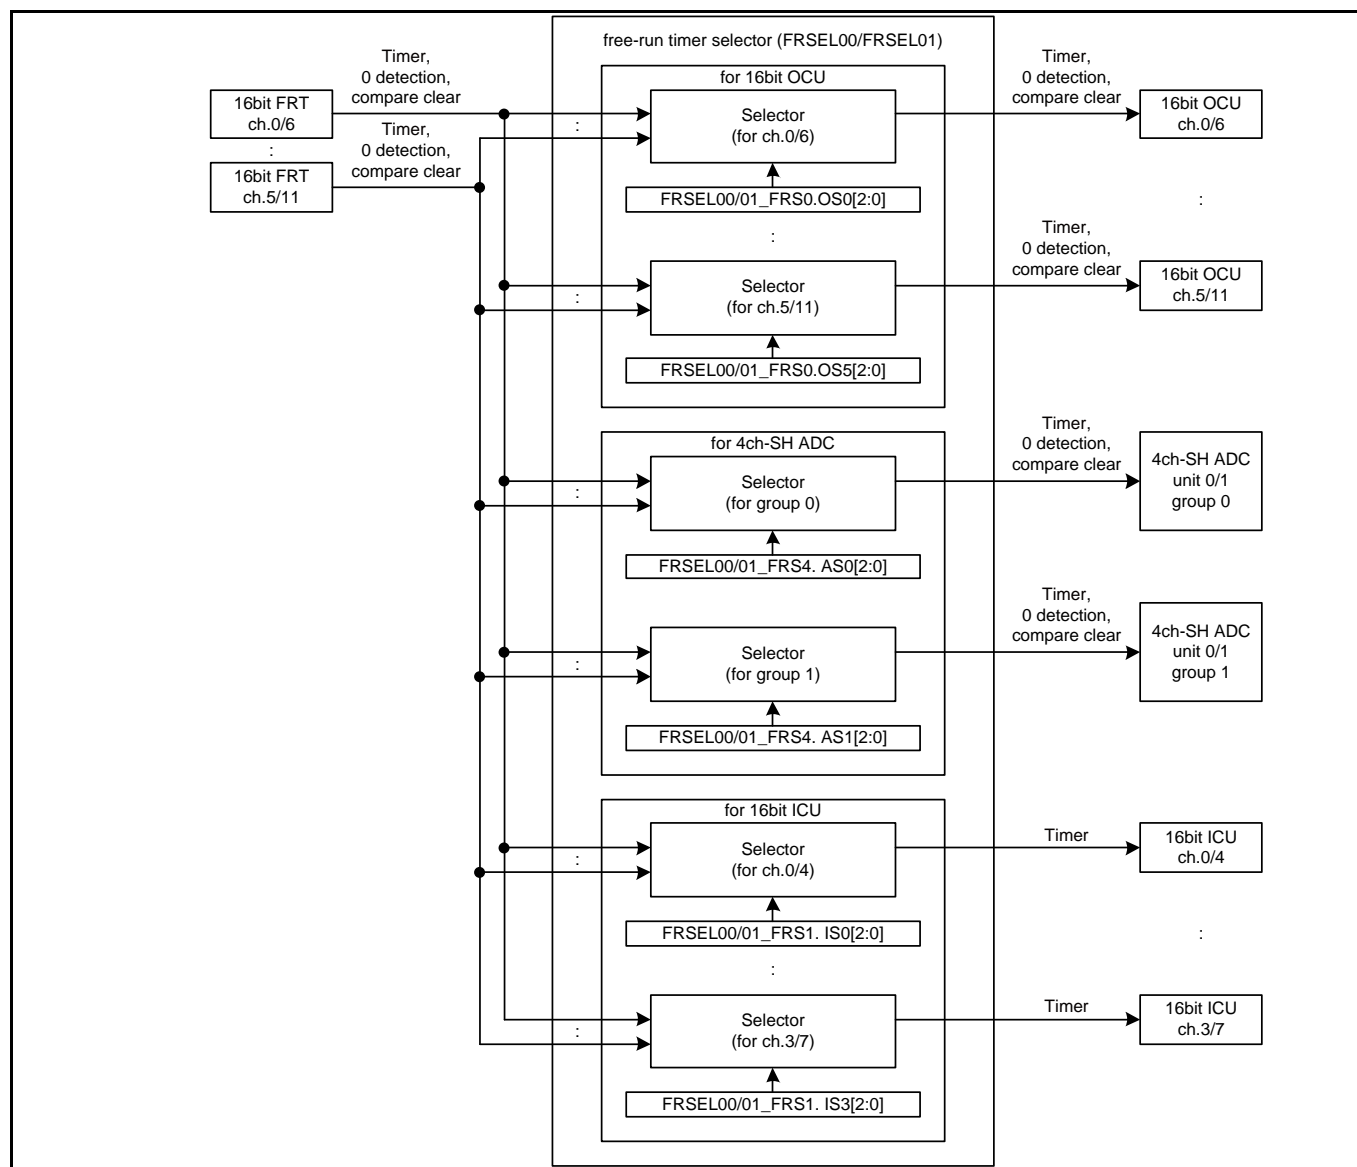 free-run timer selector (FRSEL00/FRSEL01)
Timer,
0 detection,
compare clear
16bit FRT
ch.0/6
:
Timer,
0 detection,
compare clear
16bit FRT
ch.5/11
for 16bit OCU
:
Selector
(for ch.0/6)
FRSEL00/01_FRS0.OS0[2:0]
:
:
Selector
(for ch.5/11)
FRSEL00/01_FRS0.OS5[2:0]
Timer,
0 detection,
compare clear
16bit OCU
ch.0/6
:
Timer,
0 detection,
compare clear
16bit OCU
ch.5/11
for 4ch-SH ADC
:
Selector
(for group 0)
FRSEL00/01_FRS4. AS0[2:0]
:
Selector
(for group 1)
FRSEL00/01_FRS4. AS1[2:0]
Timer,
0 detection,
compare clear
4ch-SH ADC
unit 0/1
group 0
Timer,
0 detection,
compare clear
4ch-SH ADC
unit 0/1
group 1
for 16bit ICU
:
Selector
(for ch.0/4)
FRSEL00/01_FRS1. IS0[2:0]
:
:
Selector
(for ch.3/7)
FRSEL00/01_FRS1. IS3[2:0]
Timer
16bit ICU
ch.0/4
:
Timer
16bit ICU
ch.3/7